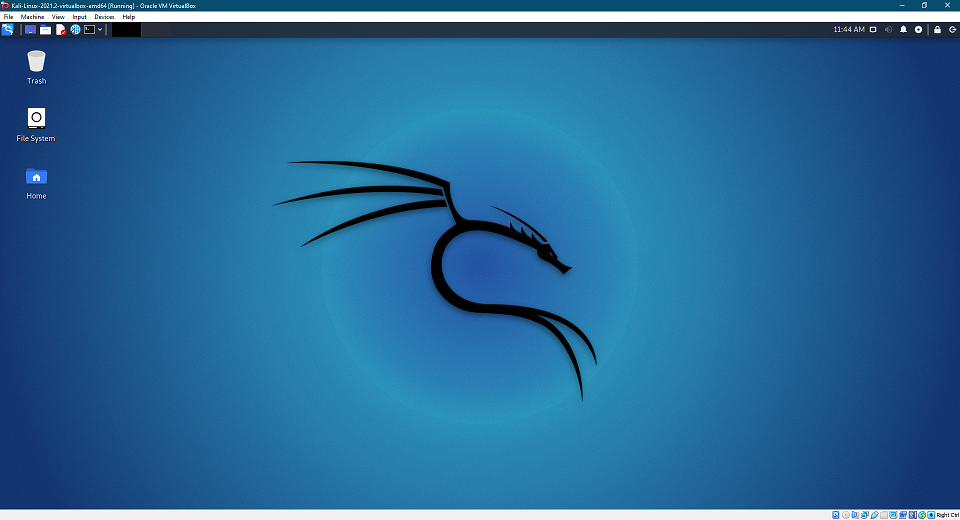 Kali-Linux-2021.2-virtualbox-amd64 [Running] - Oracle VM VirtualBox
File Machine View Input Devices Help
11:44 AM
Trash
File System
Home
Right Ctrl